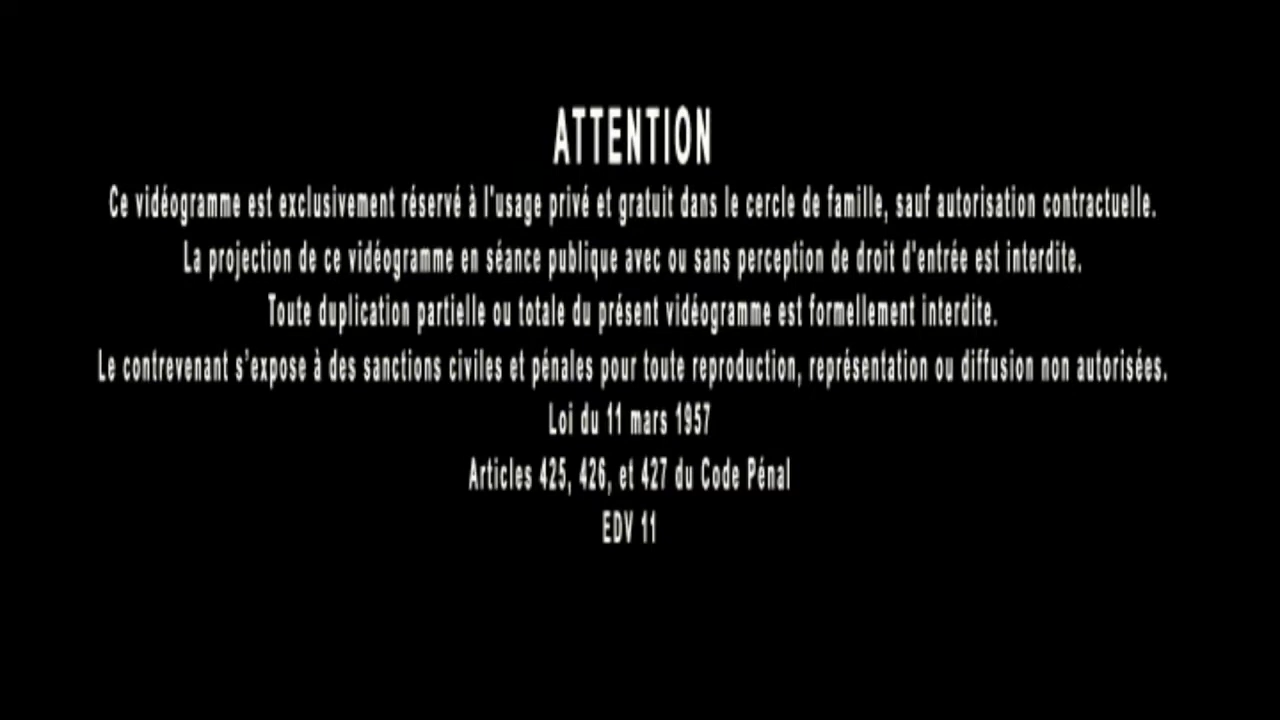 ATTENTION
Ce vidéogramme est exclusivement réservé à l'usage privé et gratuit dans le cercle de famille, sauf autorisation contractuelle.
La projection de ce vidéogramme en séance publique avec ou sans perception de droit d'entrée est interdite.
Toute duplication partielle ou totale du présent vidéogramme est formellement interdite.
Le contrevenant s'expose à des sanctions civiles et pénales pour toute reproduction, représentation ou diffusion non autorisées.
Loi du 11 mars 1957
Articles 425, 426, et 427 du Code Pénal
EDV 11